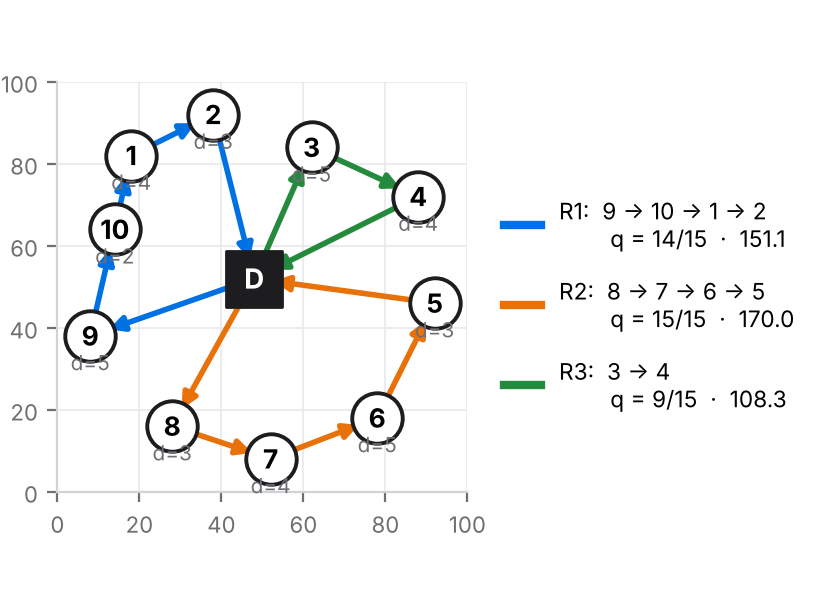 100
80
60
40
20
0
0
20
40
60
80
100
2
d=3
1
d=4
3
d=5
4
d=4
10
d=2
D
5
d=3
9
d=5
8
d=3
7
d=4
6
d=5
R1: 9 → 10 → 1 → 2
q = 14/15 · 151.1
R2: 8 → 7 → 6 → 5
q = 15/15 · 170.0
R3: 3 → 4
q = 9/15 · 108.3